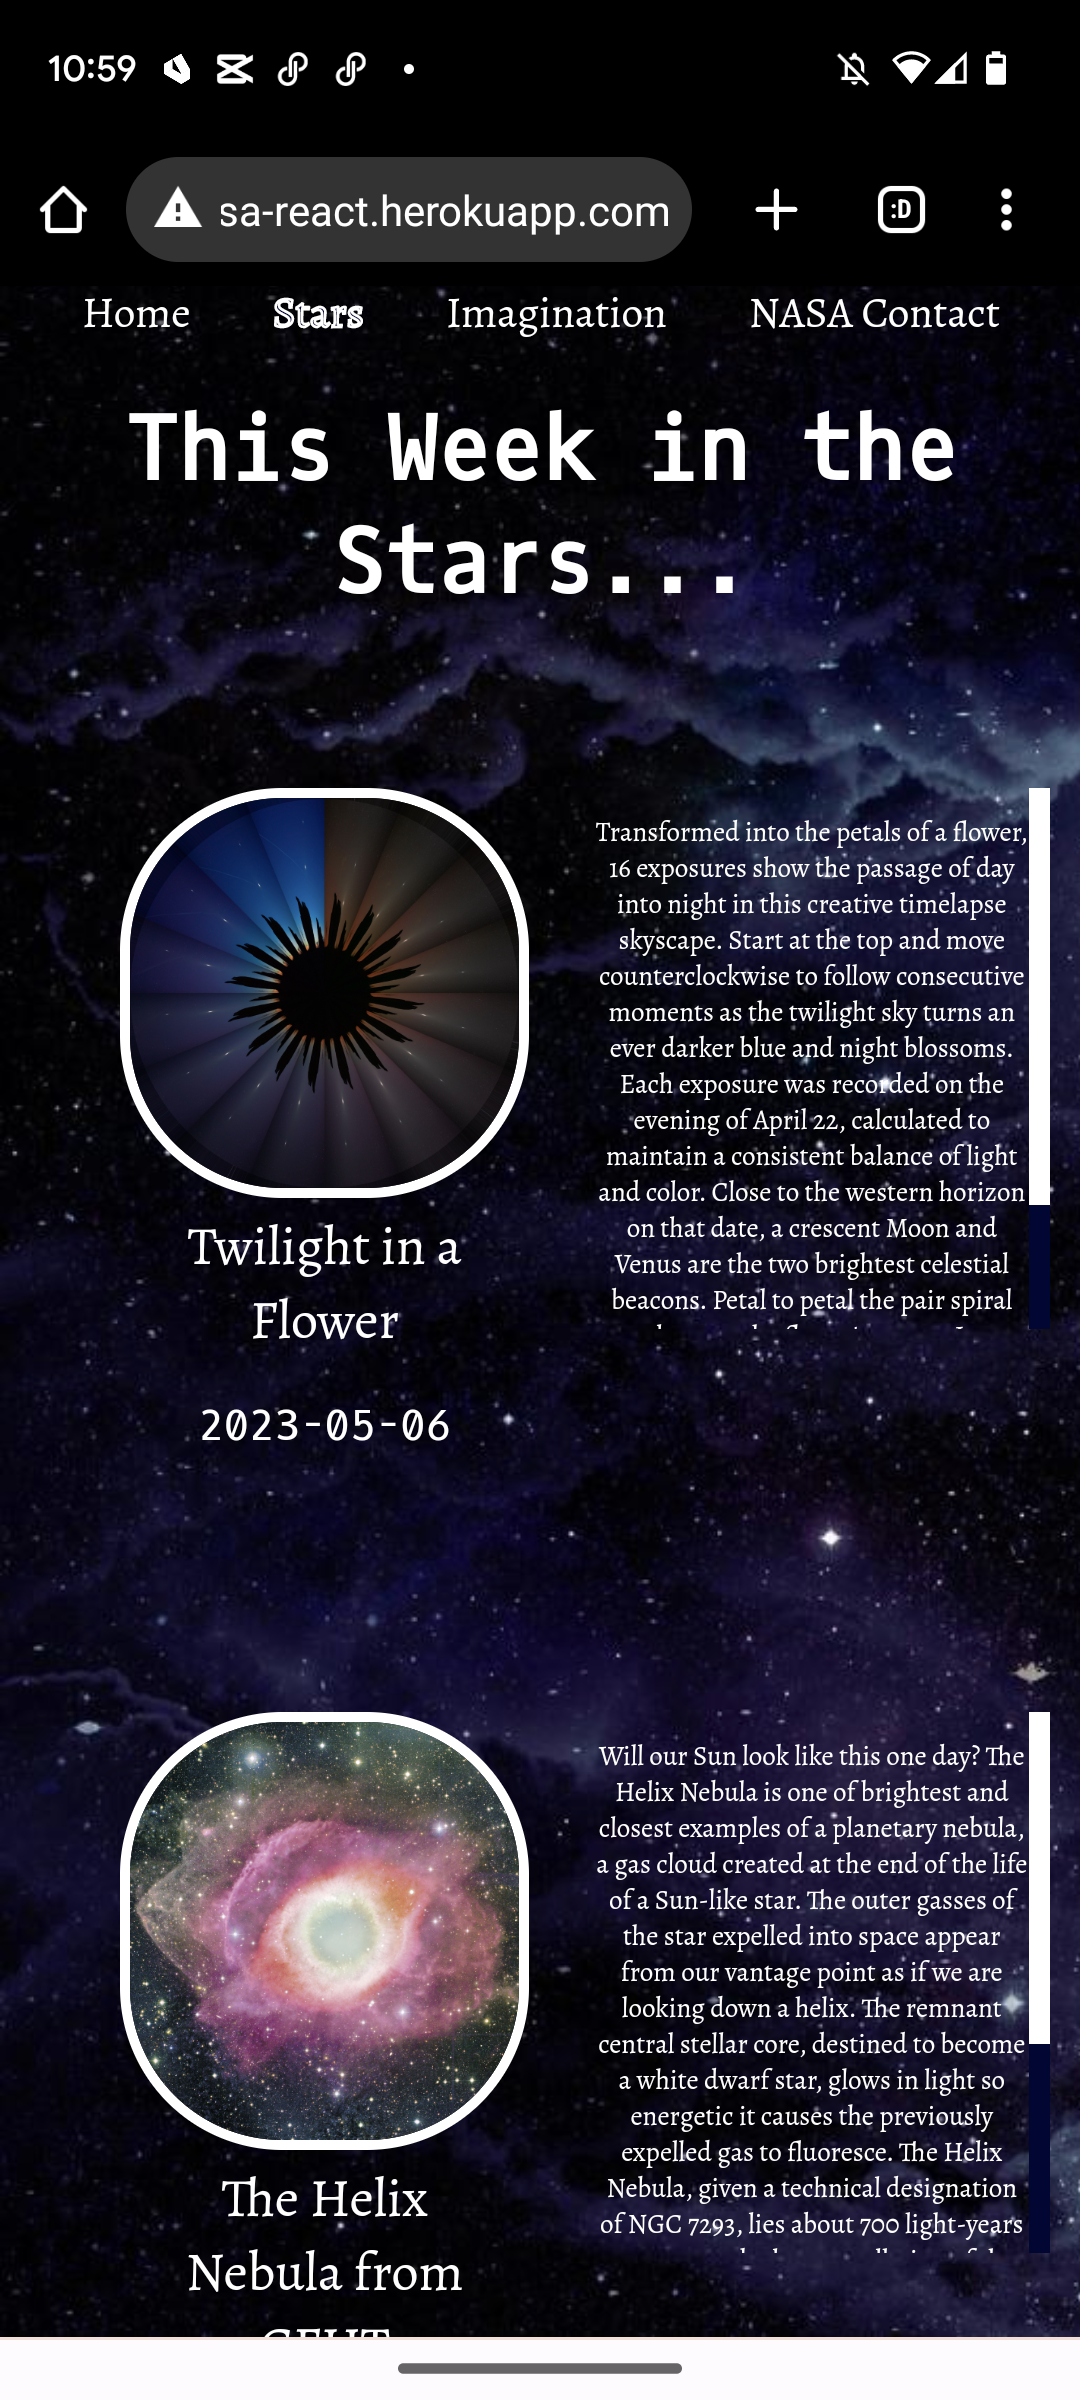 10:59
sa-react.herokuapp.com
:D
Home Stars Imagination NASA Contact
This Week in the
Stars...
Transformed into the petals of a flower,
16 exposures show the passage of day
into night in this creative timelapse
skyscape. Start at the top and move
counterclockwise to follow consecutive
moments as the twilight sky turns an
ever darker blue and night blossoms.
Each exposure was recorded on the
evening of April 22, calculated to
maintain a consistent balance of light
and color. Close to the western horizon
on that date, a crescent Moon and
Venus are the two brightest celestial
beacons. Petal to petal the pair spiral
Twilight in a
Flower
2023-05-06
Will our Sun look like this one day? The
Helix Nebula is one of brightest and
closest examples of a planetary nebula,
a gas cloud created at the end of the life
of a Sun-like star. The outer gasses of
the star expelled into space appear
from our vantage point as if we are
looking down a helix. The remnant
central stellar core, destined to become
a white dwarf star, glows in light so
energetic it causes the previously
expelled gas to fluoresce. The Helix
Nebula, given a technical designation
of NGC 7293, lies about 700 light-years
The Helix
Nebula from
CFHT